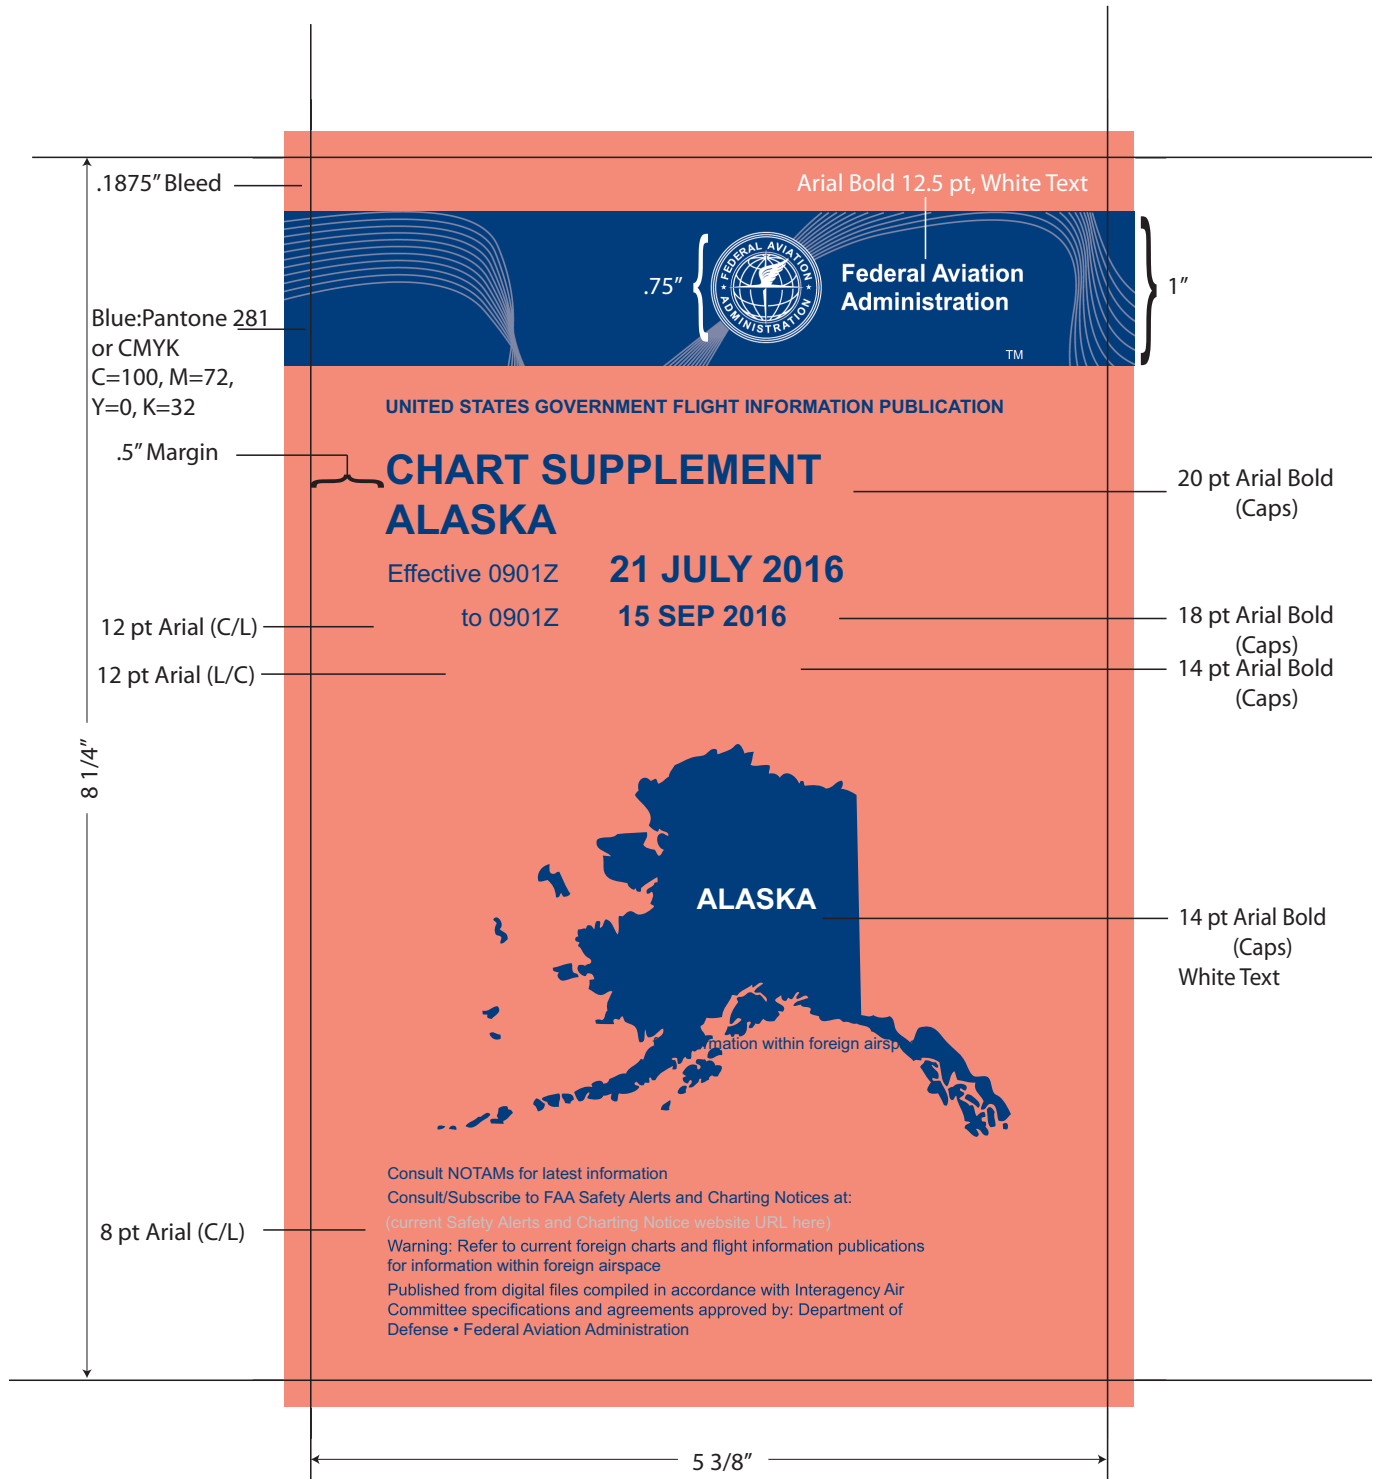 .1875” Bleed
Arial Bold 12.5 pt, White Text
FEDERAL AVIATION
ADMINISTRATION
.75”
Federal Aviation
Administration
1”
TM
Blue:Pantone 281
or CMYK
C=100, M=72,
Y=0, K=32
UNITED STATES GOVERNMENT FLIGHT INFORMATION PUBLICATION
.5” Margin
CHART SUPPLEMENT
ALASKA
20 pt Arial Bold
(Caps)
Effective 0901Z 21 JULY 2016
to 0901Z 15 SEP 2016
12 pt Arial (C/L)
18 pt Arial Bold
(Caps)
12 pt Arial (L/C)
14 pt Arial Bold
(Caps)
8 1/4”
ALASKA
14 pt Arial Bold
(Caps)
White Text
within foreign
Consult NOTAMs for latest information
Consult/Subscribe to FAA Safety Alerts and Charting Notices at:
(current Safety Alerts and Charting Notice website URL here)
8 pt Arial (C/L)
Warning: Refer to current foreign charts and flight information publications
for information within foreign airspace
Published from digital files compiled in accordance with Interagency Air
Committee specifications and agreements approved by: Department of
Defense • Federal Aviation Administration
5 3/8”